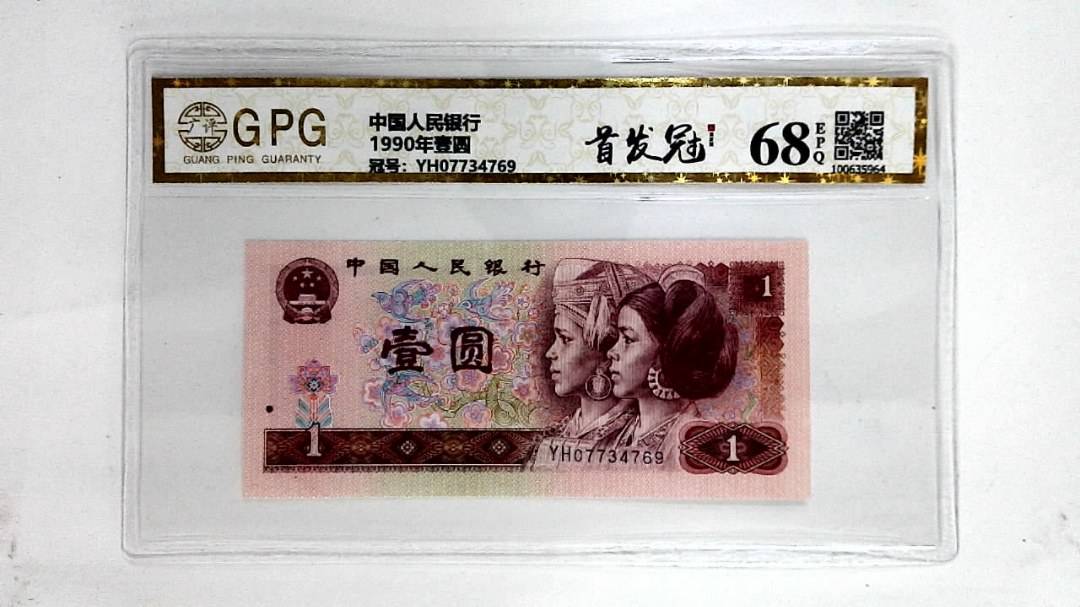 GPG
GUANG PING GUARANTY
中国人民银行
1990年壹圆
冠号：YH07734769
首发冠
68
EPQ
100635964
中国人民银行
1
壹圆
1
YH07734769
1